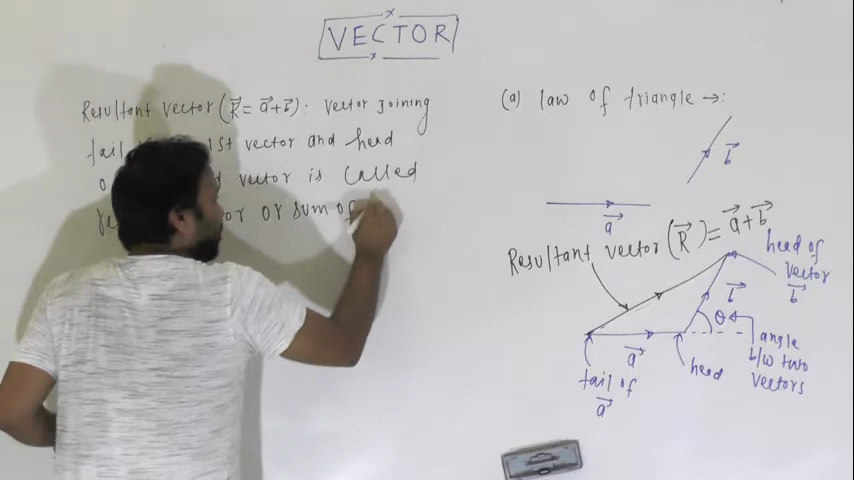 VECTOR
Resultant vector (R⃗ = a⃗+b⃗): vector joining
tail 1st vector and head
vector is called
or sum of
(a) law of triangle →:
b⃗
a⃗
Resultant vector (R⃗) = a⃗+b⃗
head of
vector
b⃗
b⃗
θ
a⃗
angle
b/w two
vectors
head
tail of
a⃗